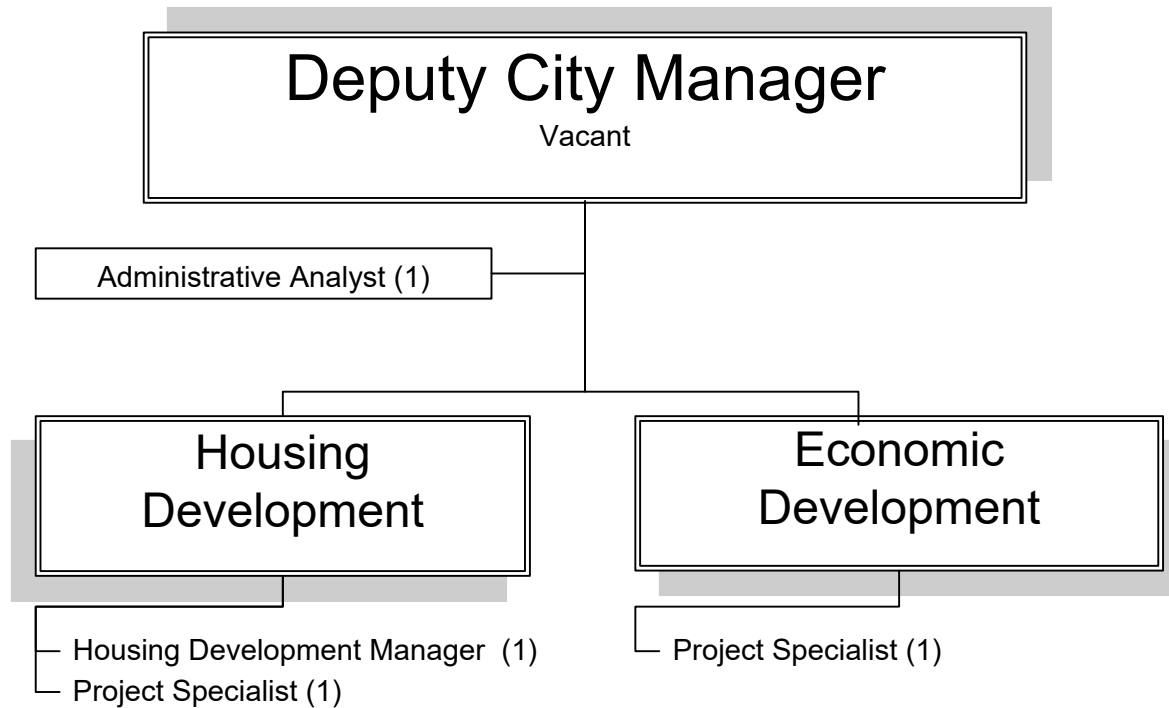 Deputy City Manager
Vacant
Administrative Analyst (1)
Housing
Development
Economic
Development
Housing Development Manager (1)
Project Specialist (1)
Project Specialist (1)